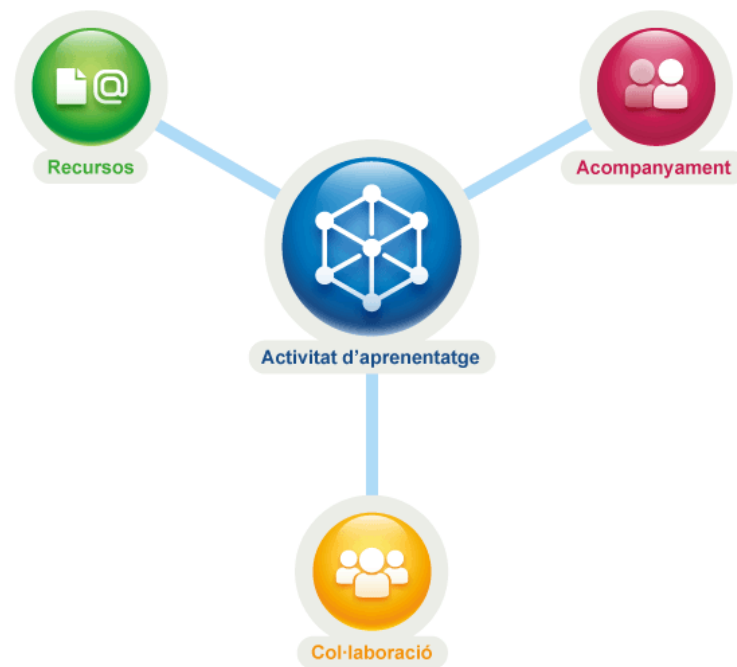 @
Recursos
Acompanyament
Activitat d’aprenentatge
Col·laboració